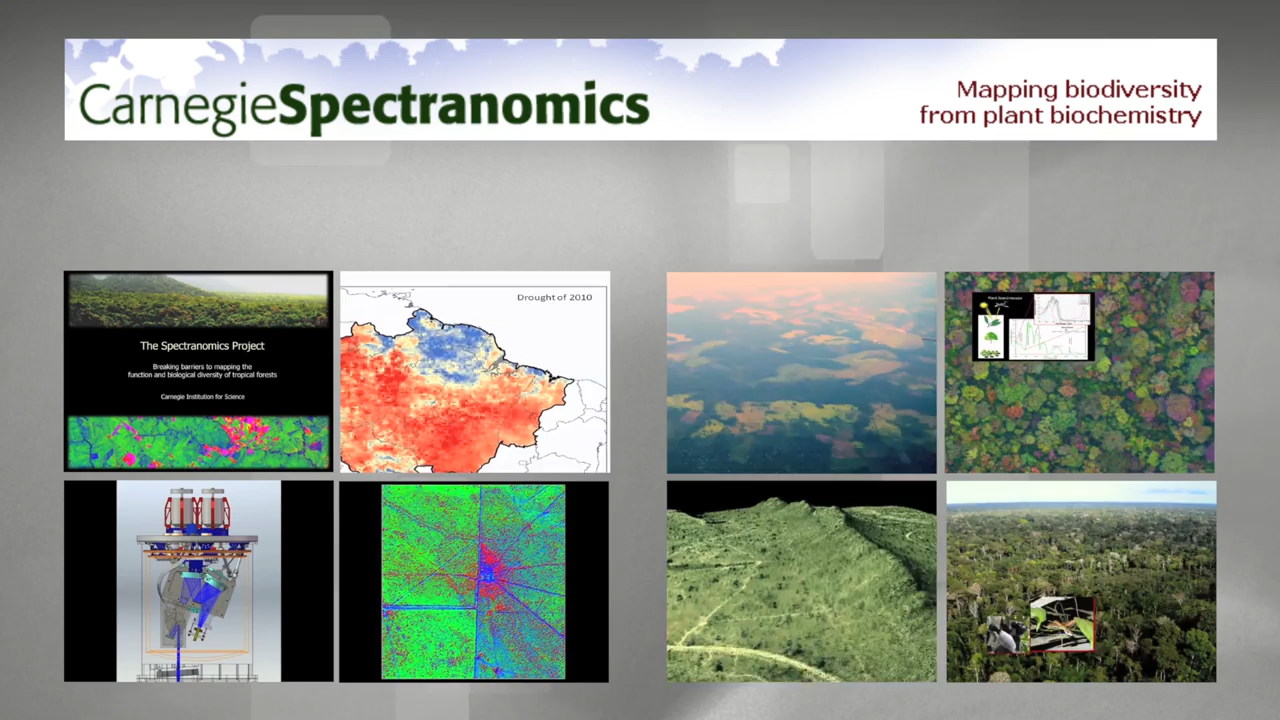 CarnegieSpectranomics
Mapping biodiversity
from plant biochemistry
The Spectranomics Project
Breaking barriers to mapping the
function and biological diversity of tropical forests
Carnegie Institution for Science
Drought of 2010